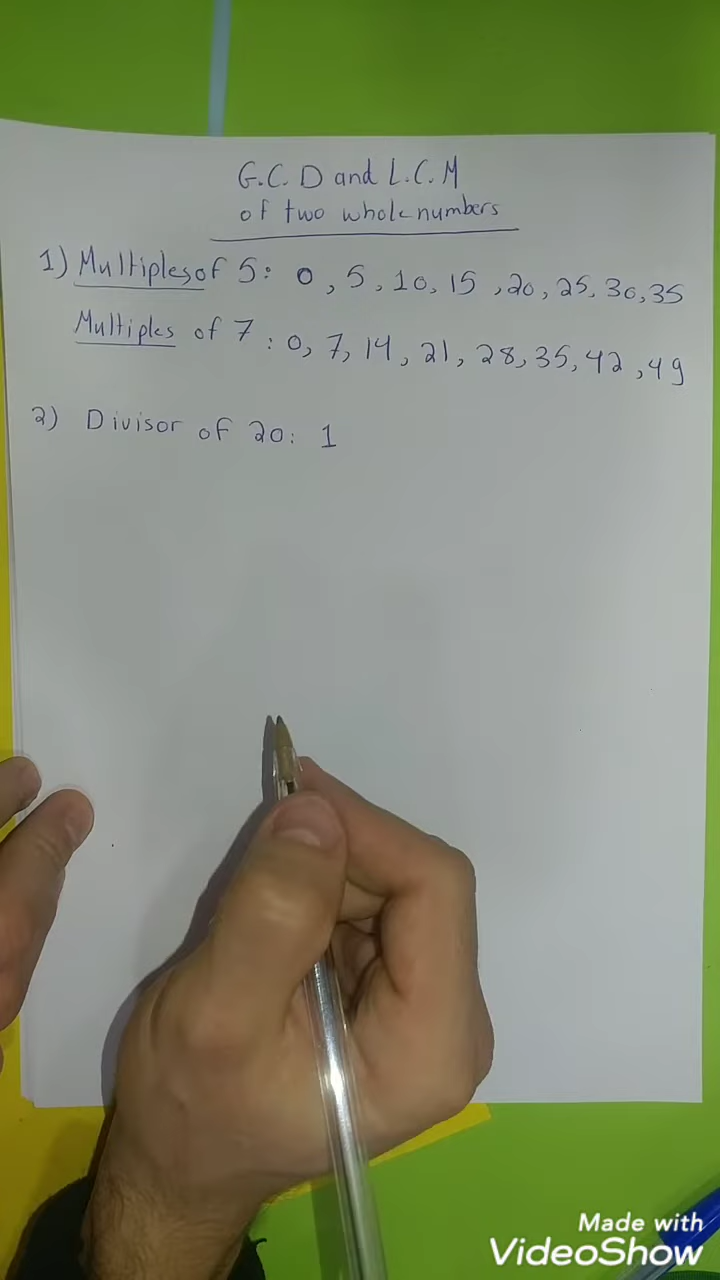 G.C.D and L.C.M
of two whole numbers
1) Multiples of 5: 0, 5, 10, 15, 20, 25, 30, 35
Multiples of 7: 0, 7, 14, 21, 28, 35, 42, 49
2) Divisor of 20: 1
Made with
VideoShow